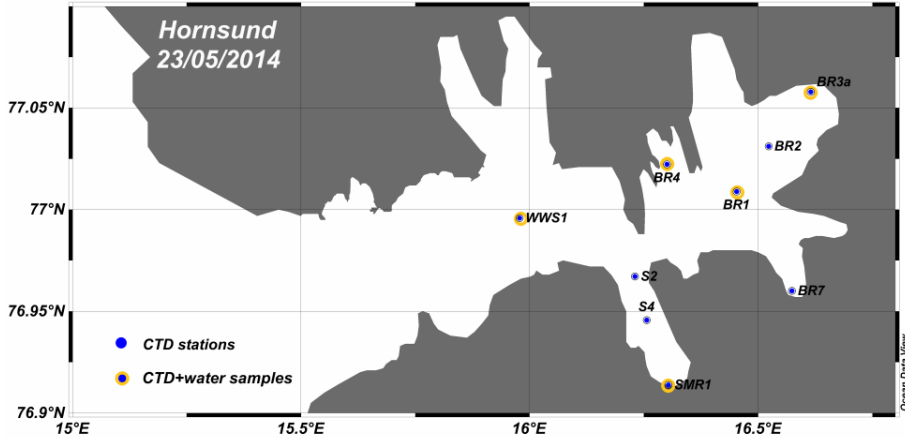 Hornsund
23/05/2014
77.05°N
77°N
76.95°N
76.9°N
BR3a
BR2
BR4
BR1
WWS1
S2
BR7
S4
SMR1
CTD stations
CTD+water samples
15°E
15.5°E
16°E
16.5°E
Ocean Data View